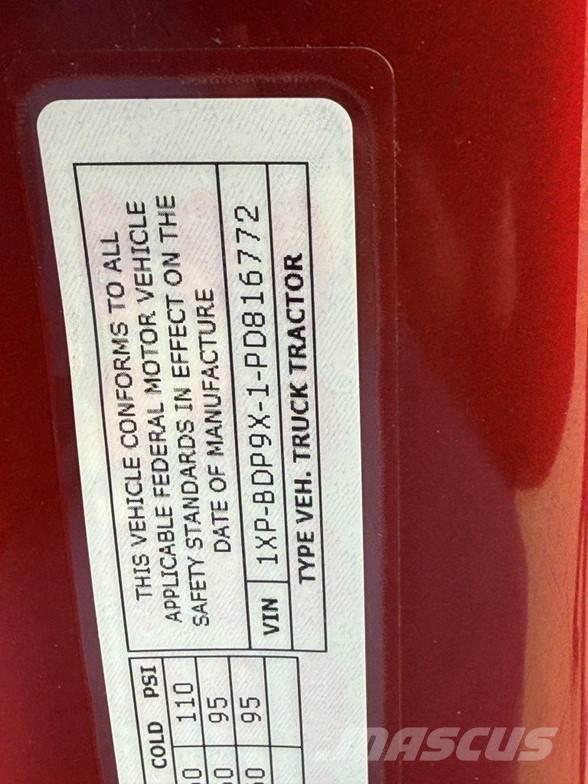 THIS VEHICLE CONFORMS TO ALL
APPLICABLE FEDERAL MOTOR VEHICLE
SAFETY STANDARDS IN EFFECT ON THE
DATE OF MANUFACTURE
VIN 1XP-BDP9X-1-PD816772
TYPE VEH. TRUCK TRACTOR
COLD PSI
110
95
95
MASCUS